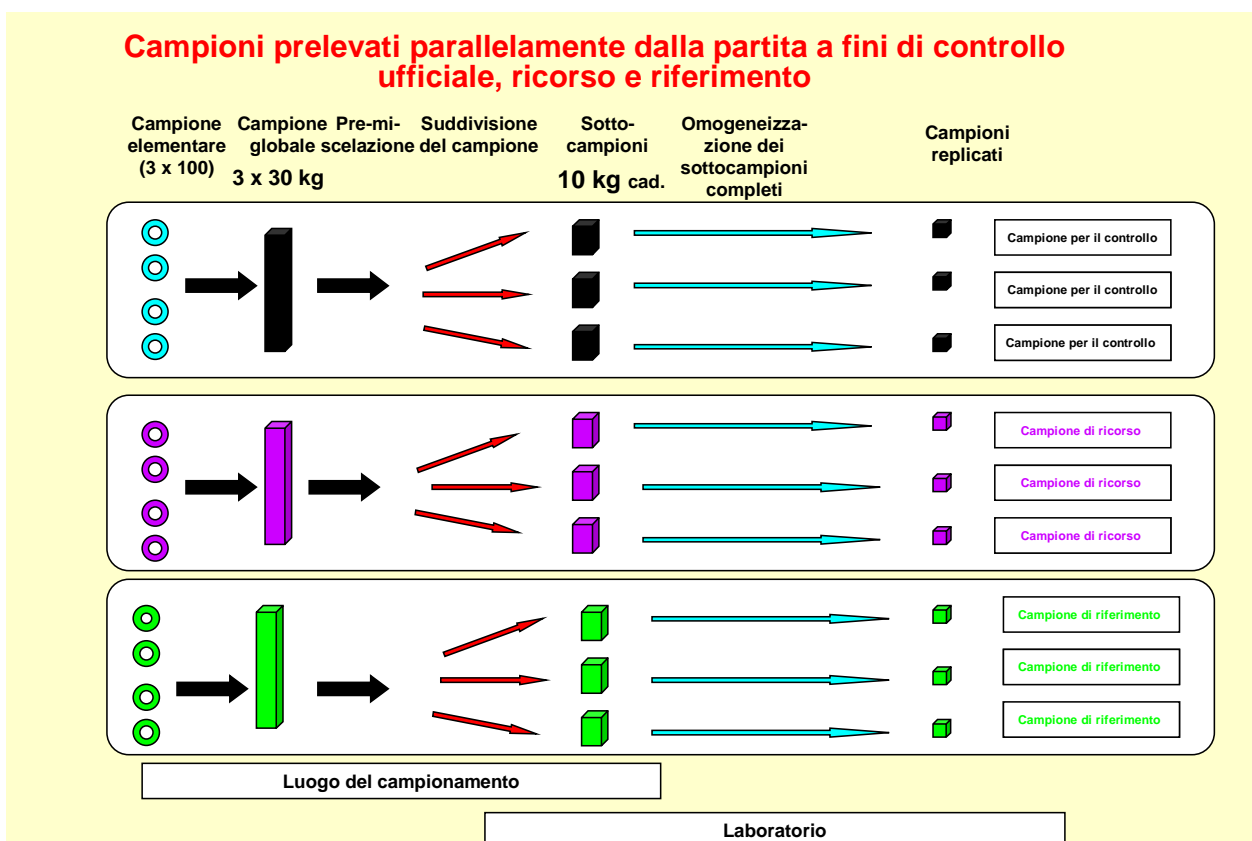 Campioni prelevati parallelamente dalla partita a fini di controllo
ufficiale, ricorso e riferimento
Campione
elementare
(3 x 100)
Campione
globale
3 x 30 kg
Pre-mi-
scelazione
Suddivisione
del campione
Sotto-
campioni
10 kg cad.
Omogeneizza-
zione dei
sottocampioni
completi
Campioni
replicati
Campione per il controllo
Campione per il controllo
Campione per il controllo
Campione di ricorso
Campione di ricorso
Campione di ricorso
Campione di riferimento
Campione di riferimento
Campione di riferimento
Luogo del campionamento
Laboratorio